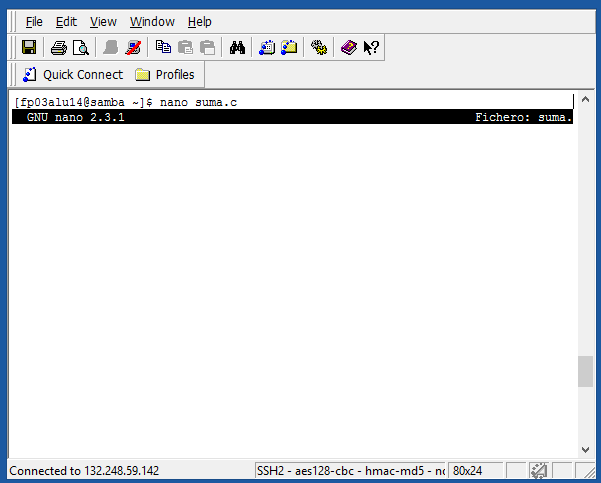 File Edit View Window Help
Quick Connect Profiles
[fp03alu14@samba ~]$ nano suma.c
GNU nano 2.3.1 Fichero: suma.
Connected to 132.248.59.142 SSH2 - aes128-cbc - hmac-md5 - no 80x24